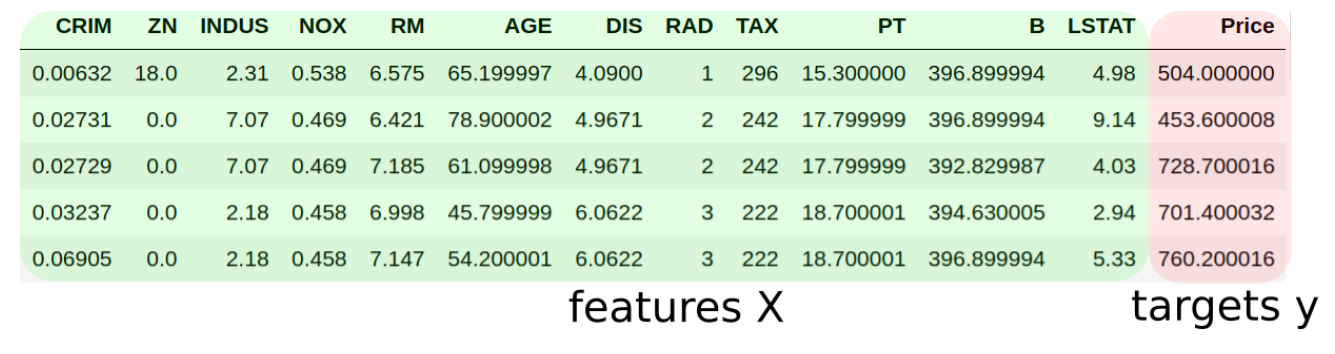 CRIM ZN INDUS NOX RM AGE DIS RAD TAX PT B LSTAT Price
0.00632 18.0 2.31 0.538 6.575 65.199997 4.0900 1 296 15.300000 396.899994 4.98 504.000000
0.02731 0.0 7.07 0.469 6.421 78.900002 4.9671 2 242 17.799999 396.899994 9.14 453.600008
0.02729 0.0 7.07 0.469 7.185 61.099998 4.9671 2 242 17.799999 392.829987 4.03 728.700016
0.03237 0.0 2.18 0.458 6.998 45.799999 6.0622 3 222 18.700001 394.630005 2.94 701.400032
0.06905 0.0 2.18 0.458 7.147 54.200001 6.0622 3 222 18.700001 396.899994 5.33 760.200016
features X targets y